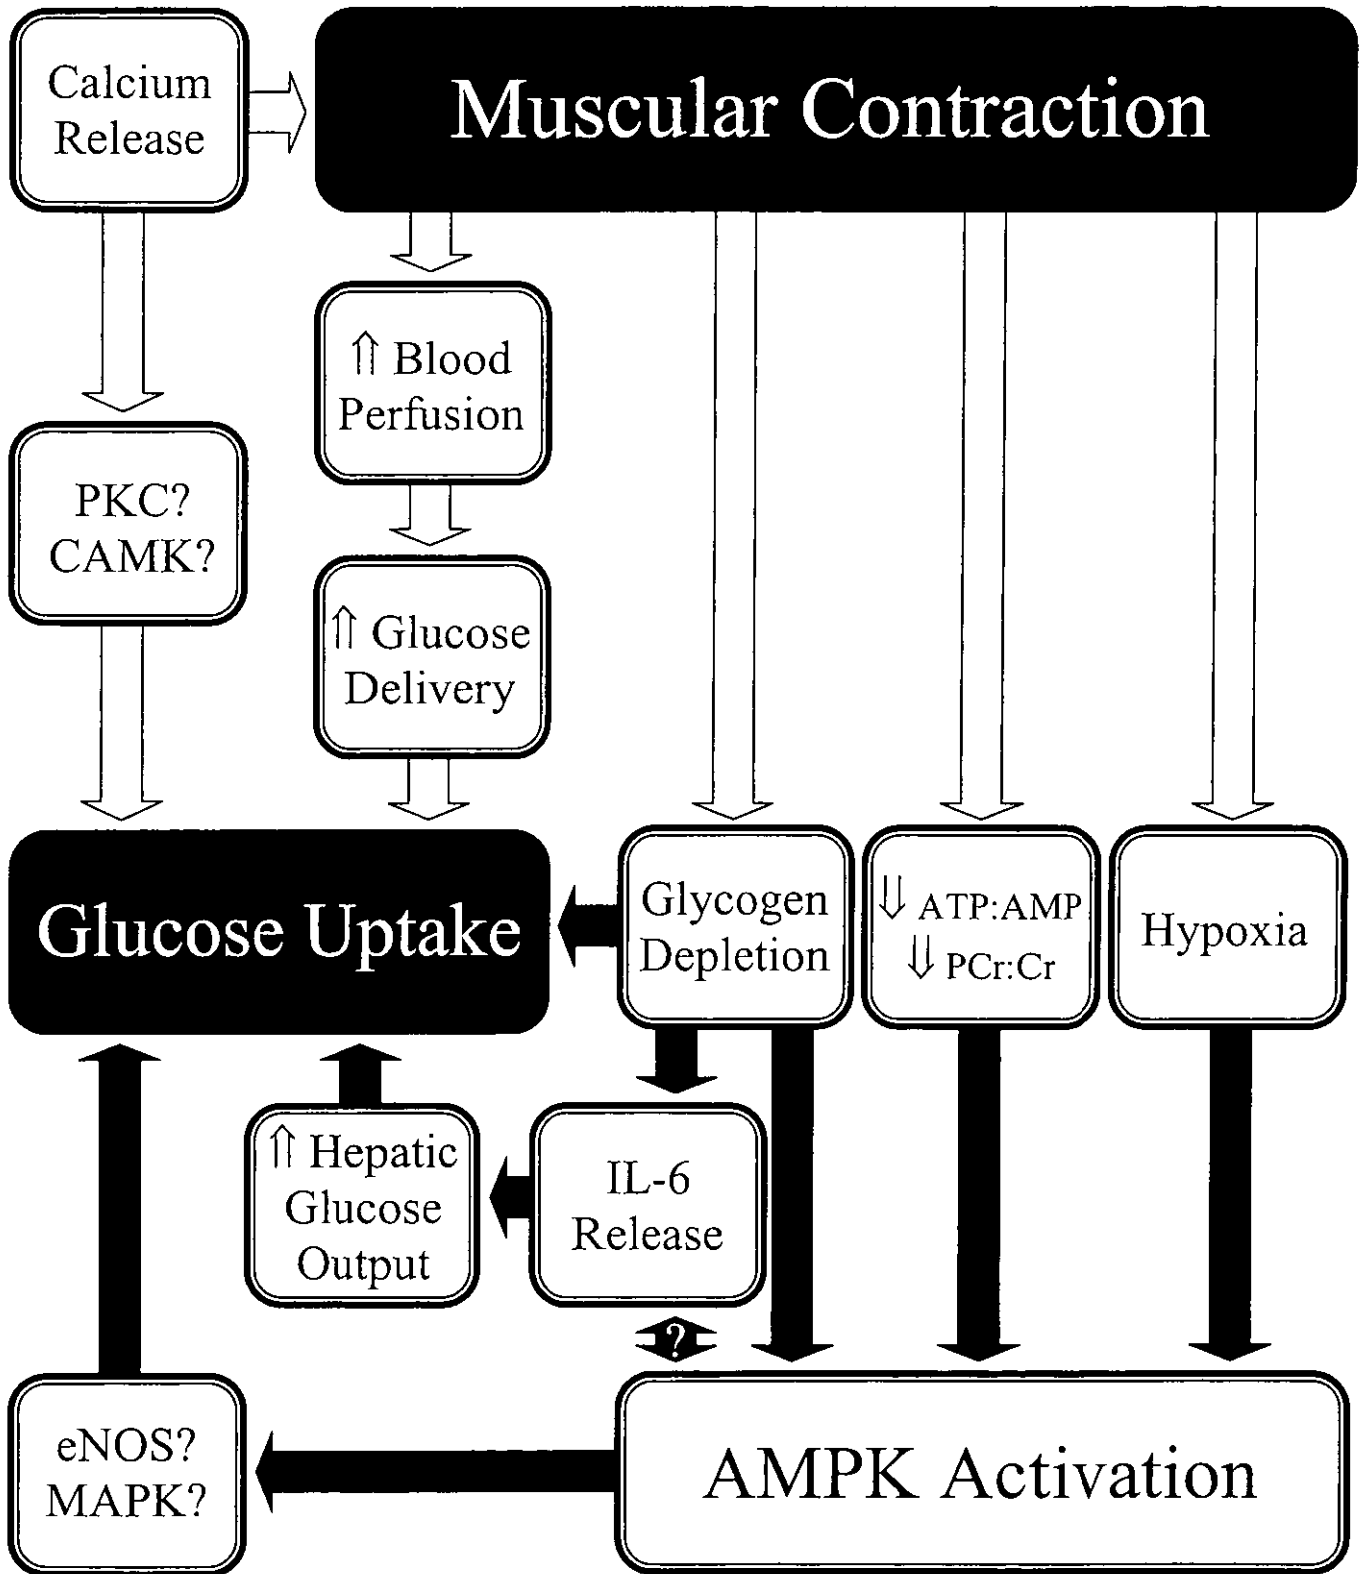 Calcium
Release
Muscular Contraction
⇑ Blood
Perfusion
PKC?
CAMK?
⇑ Glucose
Delivery
Glucose Uptake
Glycogen
Depletion
⇓ ATP:AMP
⇓ PCr:Cr
Hypoxia
⇑ Hepatic
Glucose
Output
IL-6
Release
?
eNOS?
MAPK?
AMPK Activation